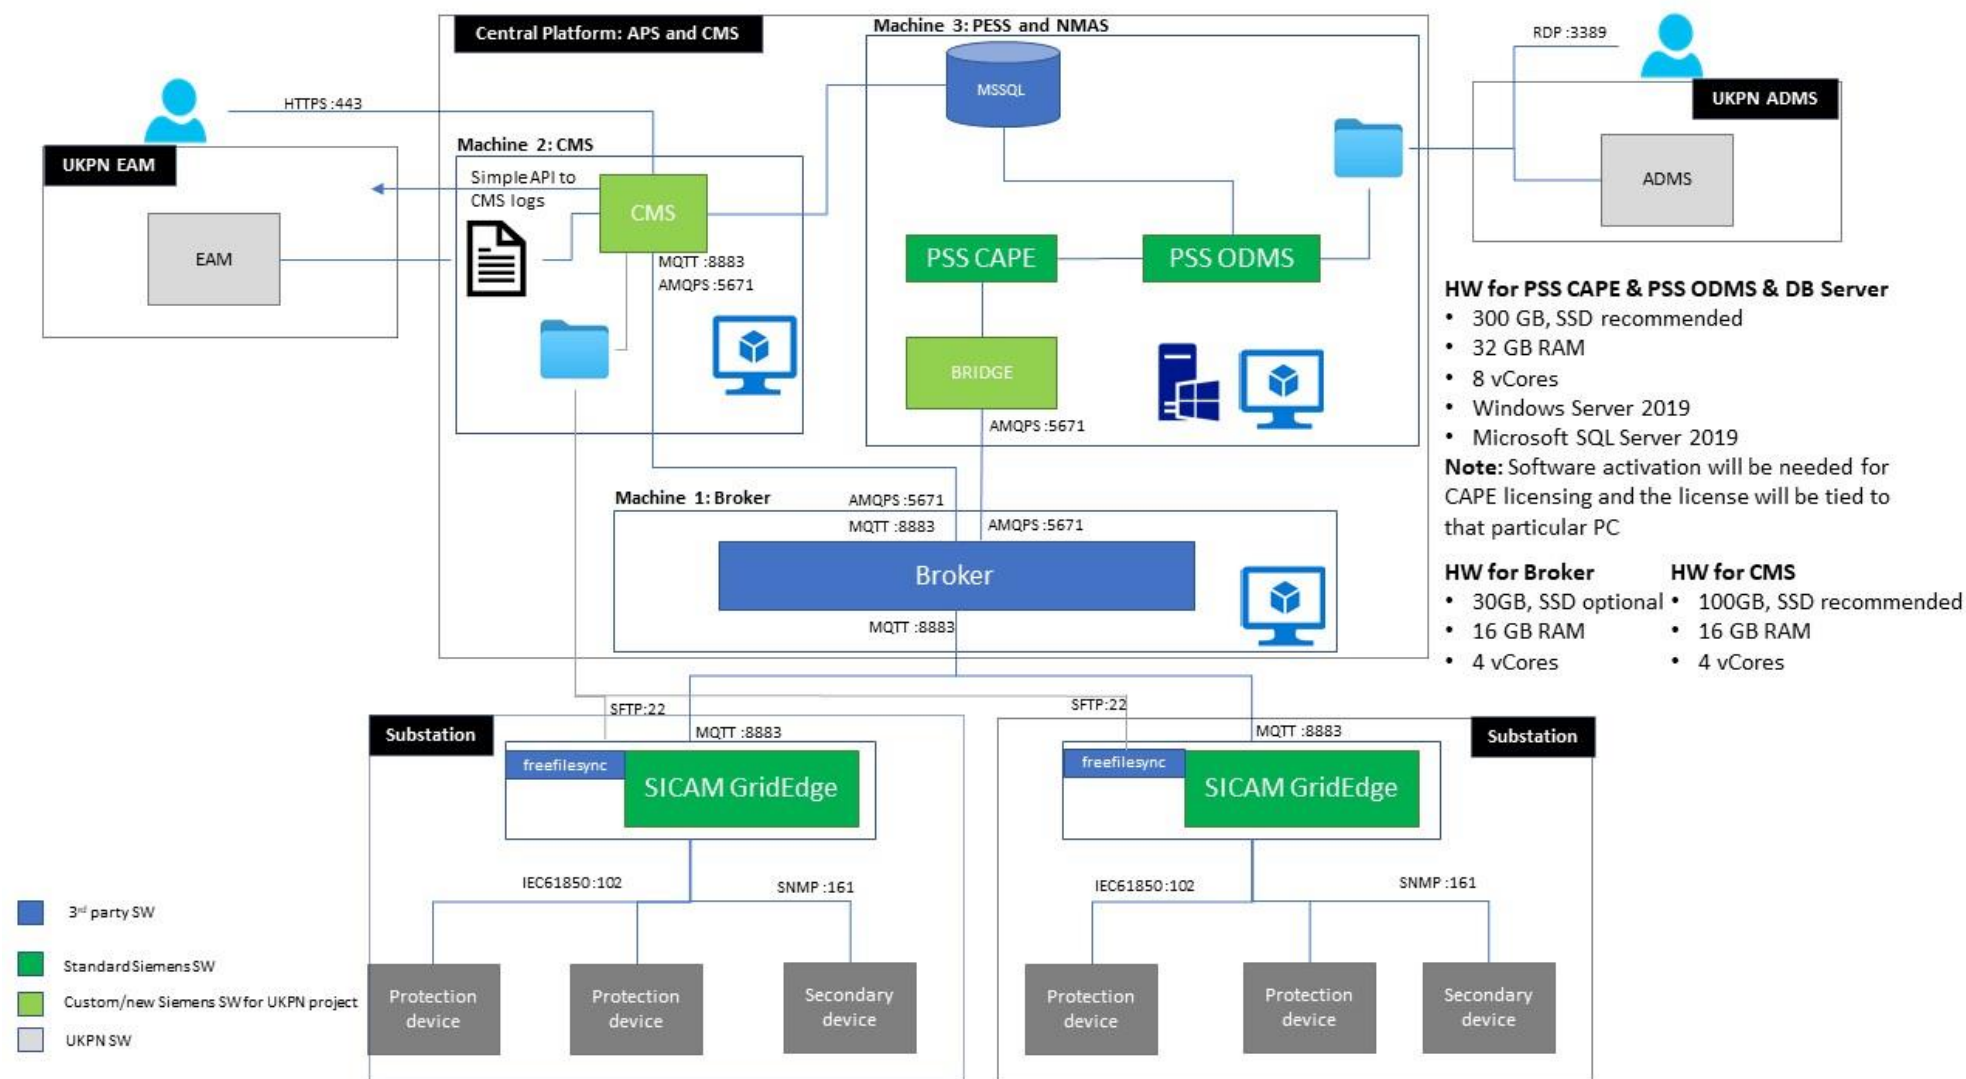 Central Platform: APS and CMS
Machine 3: PESS and NMAS
RDP :3389
MSSQL
UKPN ADMS
HTTPS :443
Machine 2: CMS
UKPN EAM
Simple API to
CMS logs
CMS
ADMS
EAM
PSS CAPE
PSS ODMS
MQTT :8883
AMQPS :5671
BRIDGE
AMQPS :5671
HW for PSS CAPE & PSS ODMS & DB Server
• 300 GB, SSD recommended
• 32 GB RAM
• 8 vCores
• Windows Server 2019
• Microsoft SQL Server 2019
Note: Software activation will be needed for
CAPE licensing and the license will be tied to
that particular PC
Machine 1: Broker
AMQPS :5671
MQTT :8883
AMQPS :5671
Broker
MQTT :8883
HW for Broker
• 30GB, SSD optional
• 16 GB RAM
• 4 vCores
HW for CMS
• 100GB, SSD recommended
• 16 GB RAM
• 4 vCores
Substation
SFTP:22
MQTT :8883
freefilesync
SICAM GridEdge
IEC61850:102
SNMP :161
Protection
device
Protection
device
Secondary
device
SFTP:22
MQTT :8883
Substation
freefilesync
SICAM GridEdge
IEC61850:102
SNMP :161
Protection
device
Protection
device
Secondary
device
3rd party SW
Standard Siemens SW
Custom/new Siemens SW for UKPN project
UKPN SW